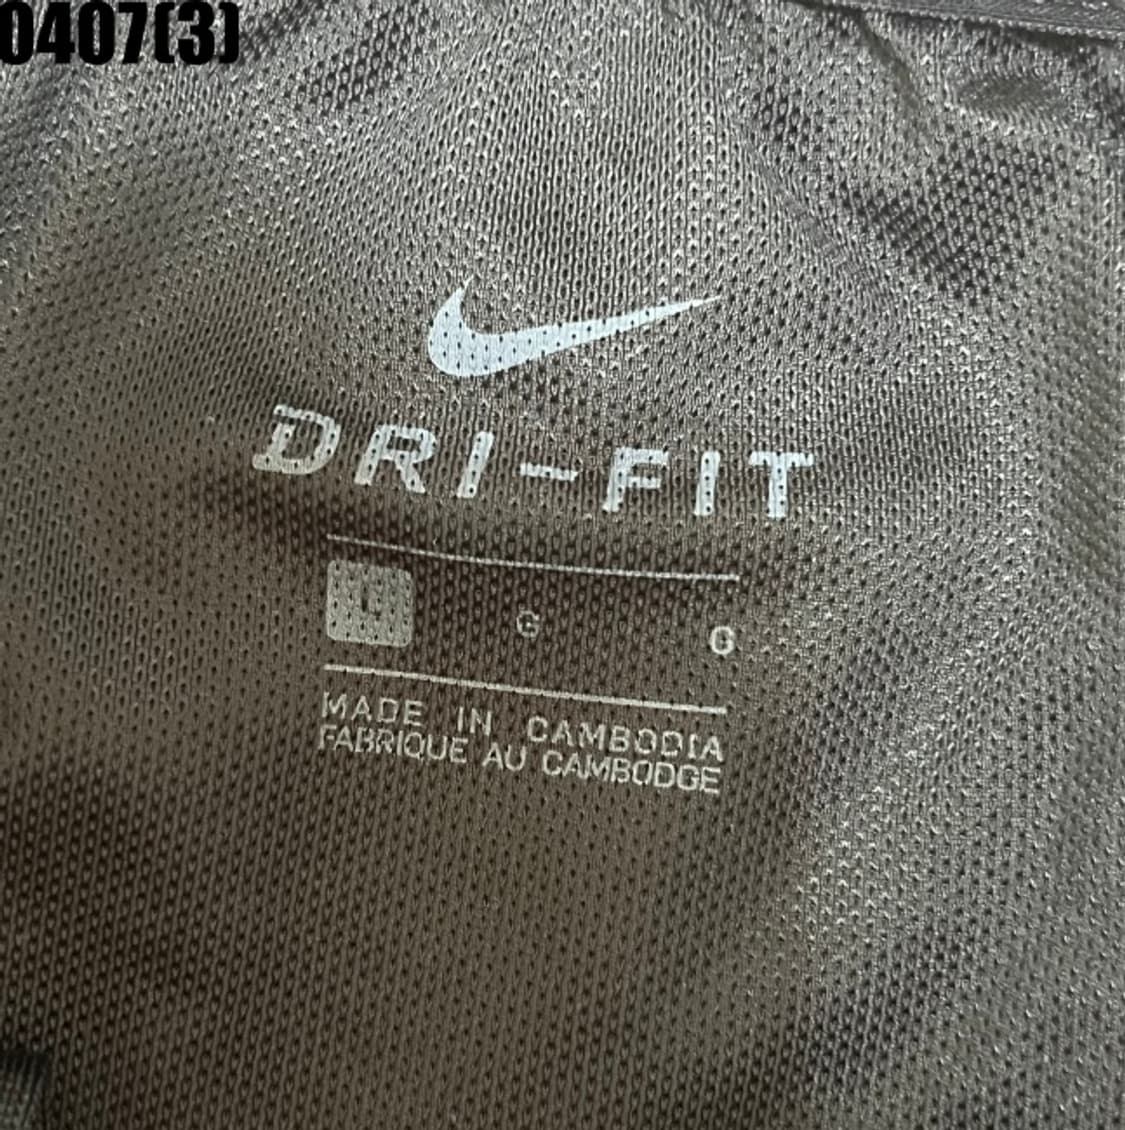 0407(3)
DRI-FIT
L G G
MADE IN CAMBODIA
FABRIQUE AU CAMBODGE